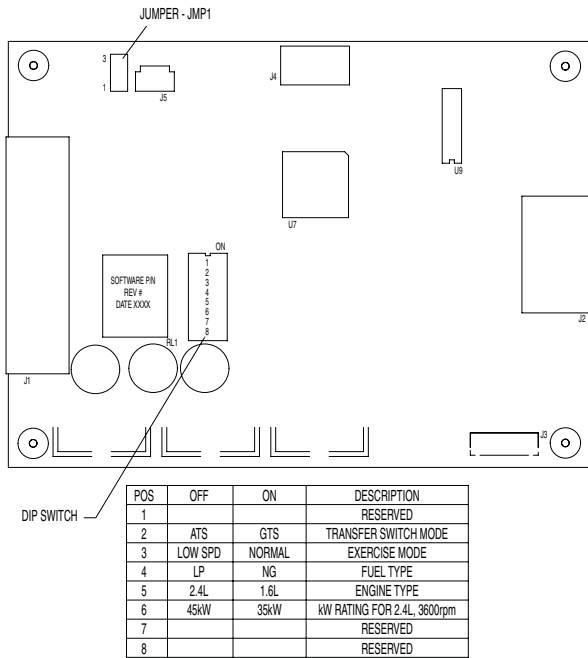 JUMPER - JMP1
3
1
J5
J4
U9
U7
J2
ON
1
2
3
4
5
6
7
8
SOFTWARE P/N
REV #
DATE XXXX
RL1
J1
J3
DIP SWITCH
POS OFF ON DESCRIPTION
1 RESERVED
2 ATS GTS TRANSFER SWITCH MODE
3 LOW SPD NORMAL EXERCISE MODE
4 LP NG FUEL TYPE
5 2.4L 1.6L ENGINE TYPE
6 45kW 35kW kW RATING FOR 2.4L, 3600rpm
7 RESERVED
8 RESERVED